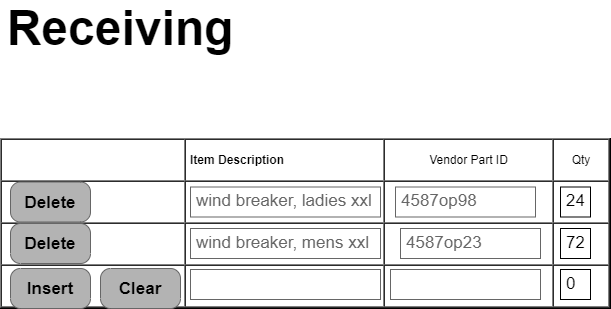 Receiving
Item Description Vendor Part ID Qty
Delete wind breaker, ladies xxl 4587op98 24
Delete wind breaker, mens xxl 4587op23 72
Insert Clear 0